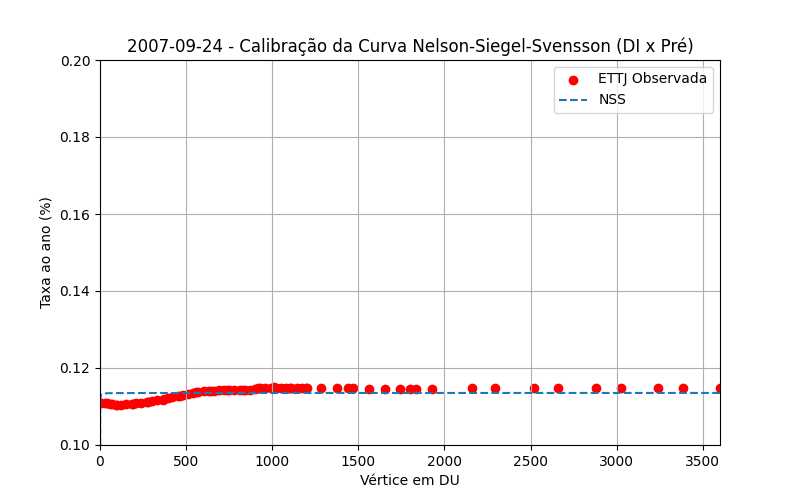 2007-09-24 - Calibração da Curva Nelson-Siegel-Svensson (DI x Pré)
ETTJ Observada
NSS
Taxa ao ano (%)
0.20
0.18
0.16
0.14
0.12
0.10
0 500 1000 1500 2000 2500 3000 3500
Vértice em DU